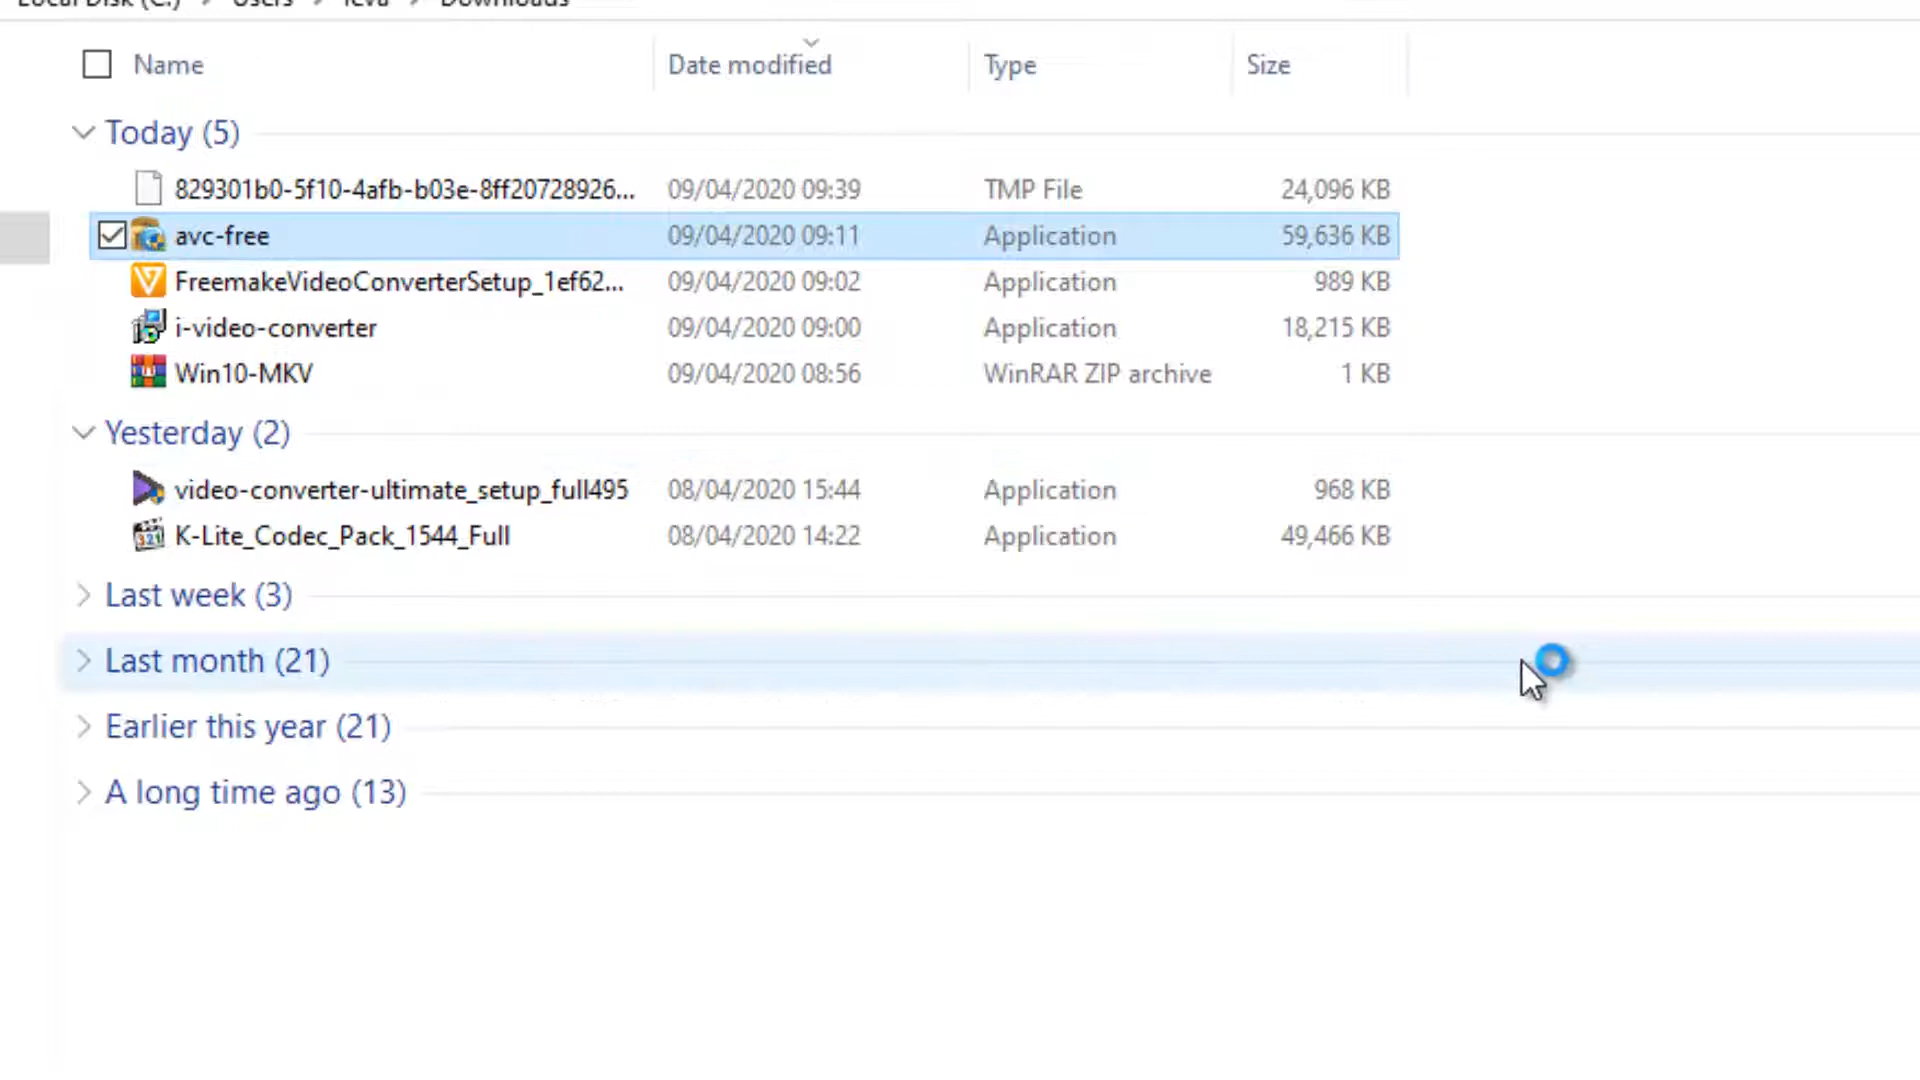 Local Disk (C:) > Users > Ieva > Downloads
Name Date modified Type Size
Today (5)
829301b0-5f10-4afb-b03e-8ff20728926... 09/04/2020 09:39 TMP File 24,096 KB
avc-free 09/04/2020 09:11 Application 59,636 KB
FreemakeVideoConverterSetup_1ef62... 09/04/2020 09:02 Application 989 KB
i-video-converter 09/04/2020 09:00 Application 18,215 KB
Win10-MKV 09/04/2020 08:56 WinRAR ZIP archive 1 KB
Yesterday (2)
video-converter-ultimate_setup_full495 08/04/2020 15:44 Application 968 KB
K-Lite_Codec_Pack_1544_Full 08/04/2020 14:22 Application 49,466 KB
Last week (3)
Last month (21)
Earlier this year (21)
A long time ago (13)